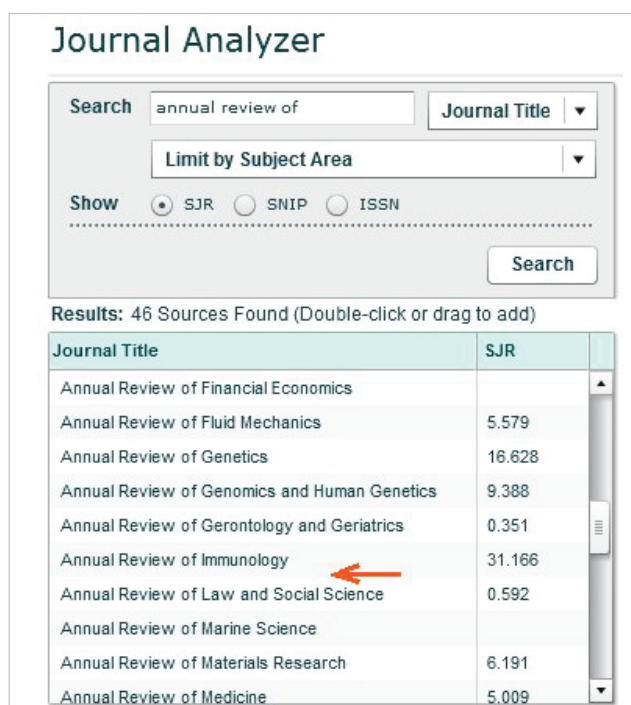 Journal Analyzer
Search annual review of Journal Title
Limit by Subject Area
Show SJR SNIP ISSN
Search
Results: 46 Sources Found (Double-click or drag to add)
Journal Title SJR
Annual Review of Financial Economics
Annual Review of Fluid Mechanics 5.579
Annual Review of Genetics 16.628
Annual Review of Genomics and Human Genetics 9.388
Annual Review of Gerontology and Geriatrics 0.351
Annual Review of Immunology 31.166
Annual Review of Law and Social Science 0.592
Annual Review of Marine Science
Annual Review of Materials Research 6.191
Annual Review of Medicine 5.009